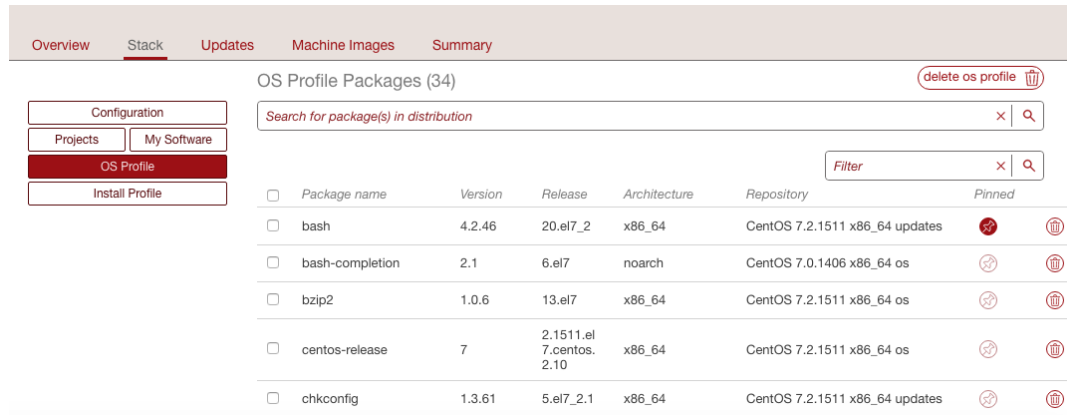 Overview Stack Updates Machine Images Summary
OS Profile Packages (34)
delete os profile
Configuration
Projects My Software
OS Profile
Install Profile
Search for package(s) in distribution
Filter
Package name Version Release Architecture Repository Pinned
bash 4.2.46 20.el7_2 x86_64 CentOS 7.2.1511 x86_64 updates
bash-completion 2.1 6.el7 noarch CentOS 7.0.1406 x86_64 os
bzip2 1.0.6 13.el7 x86_64 CentOS 7.2.1511 x86_64 os
centos-release 7 2.1511.el
7.centos.
2.10 x86_64 CentOS 7.2.1511 x86_64 os
chkconfig 1.3.61 5.el7_2.1 x86_64 CentOS 7.2.1511 x86_64 updates